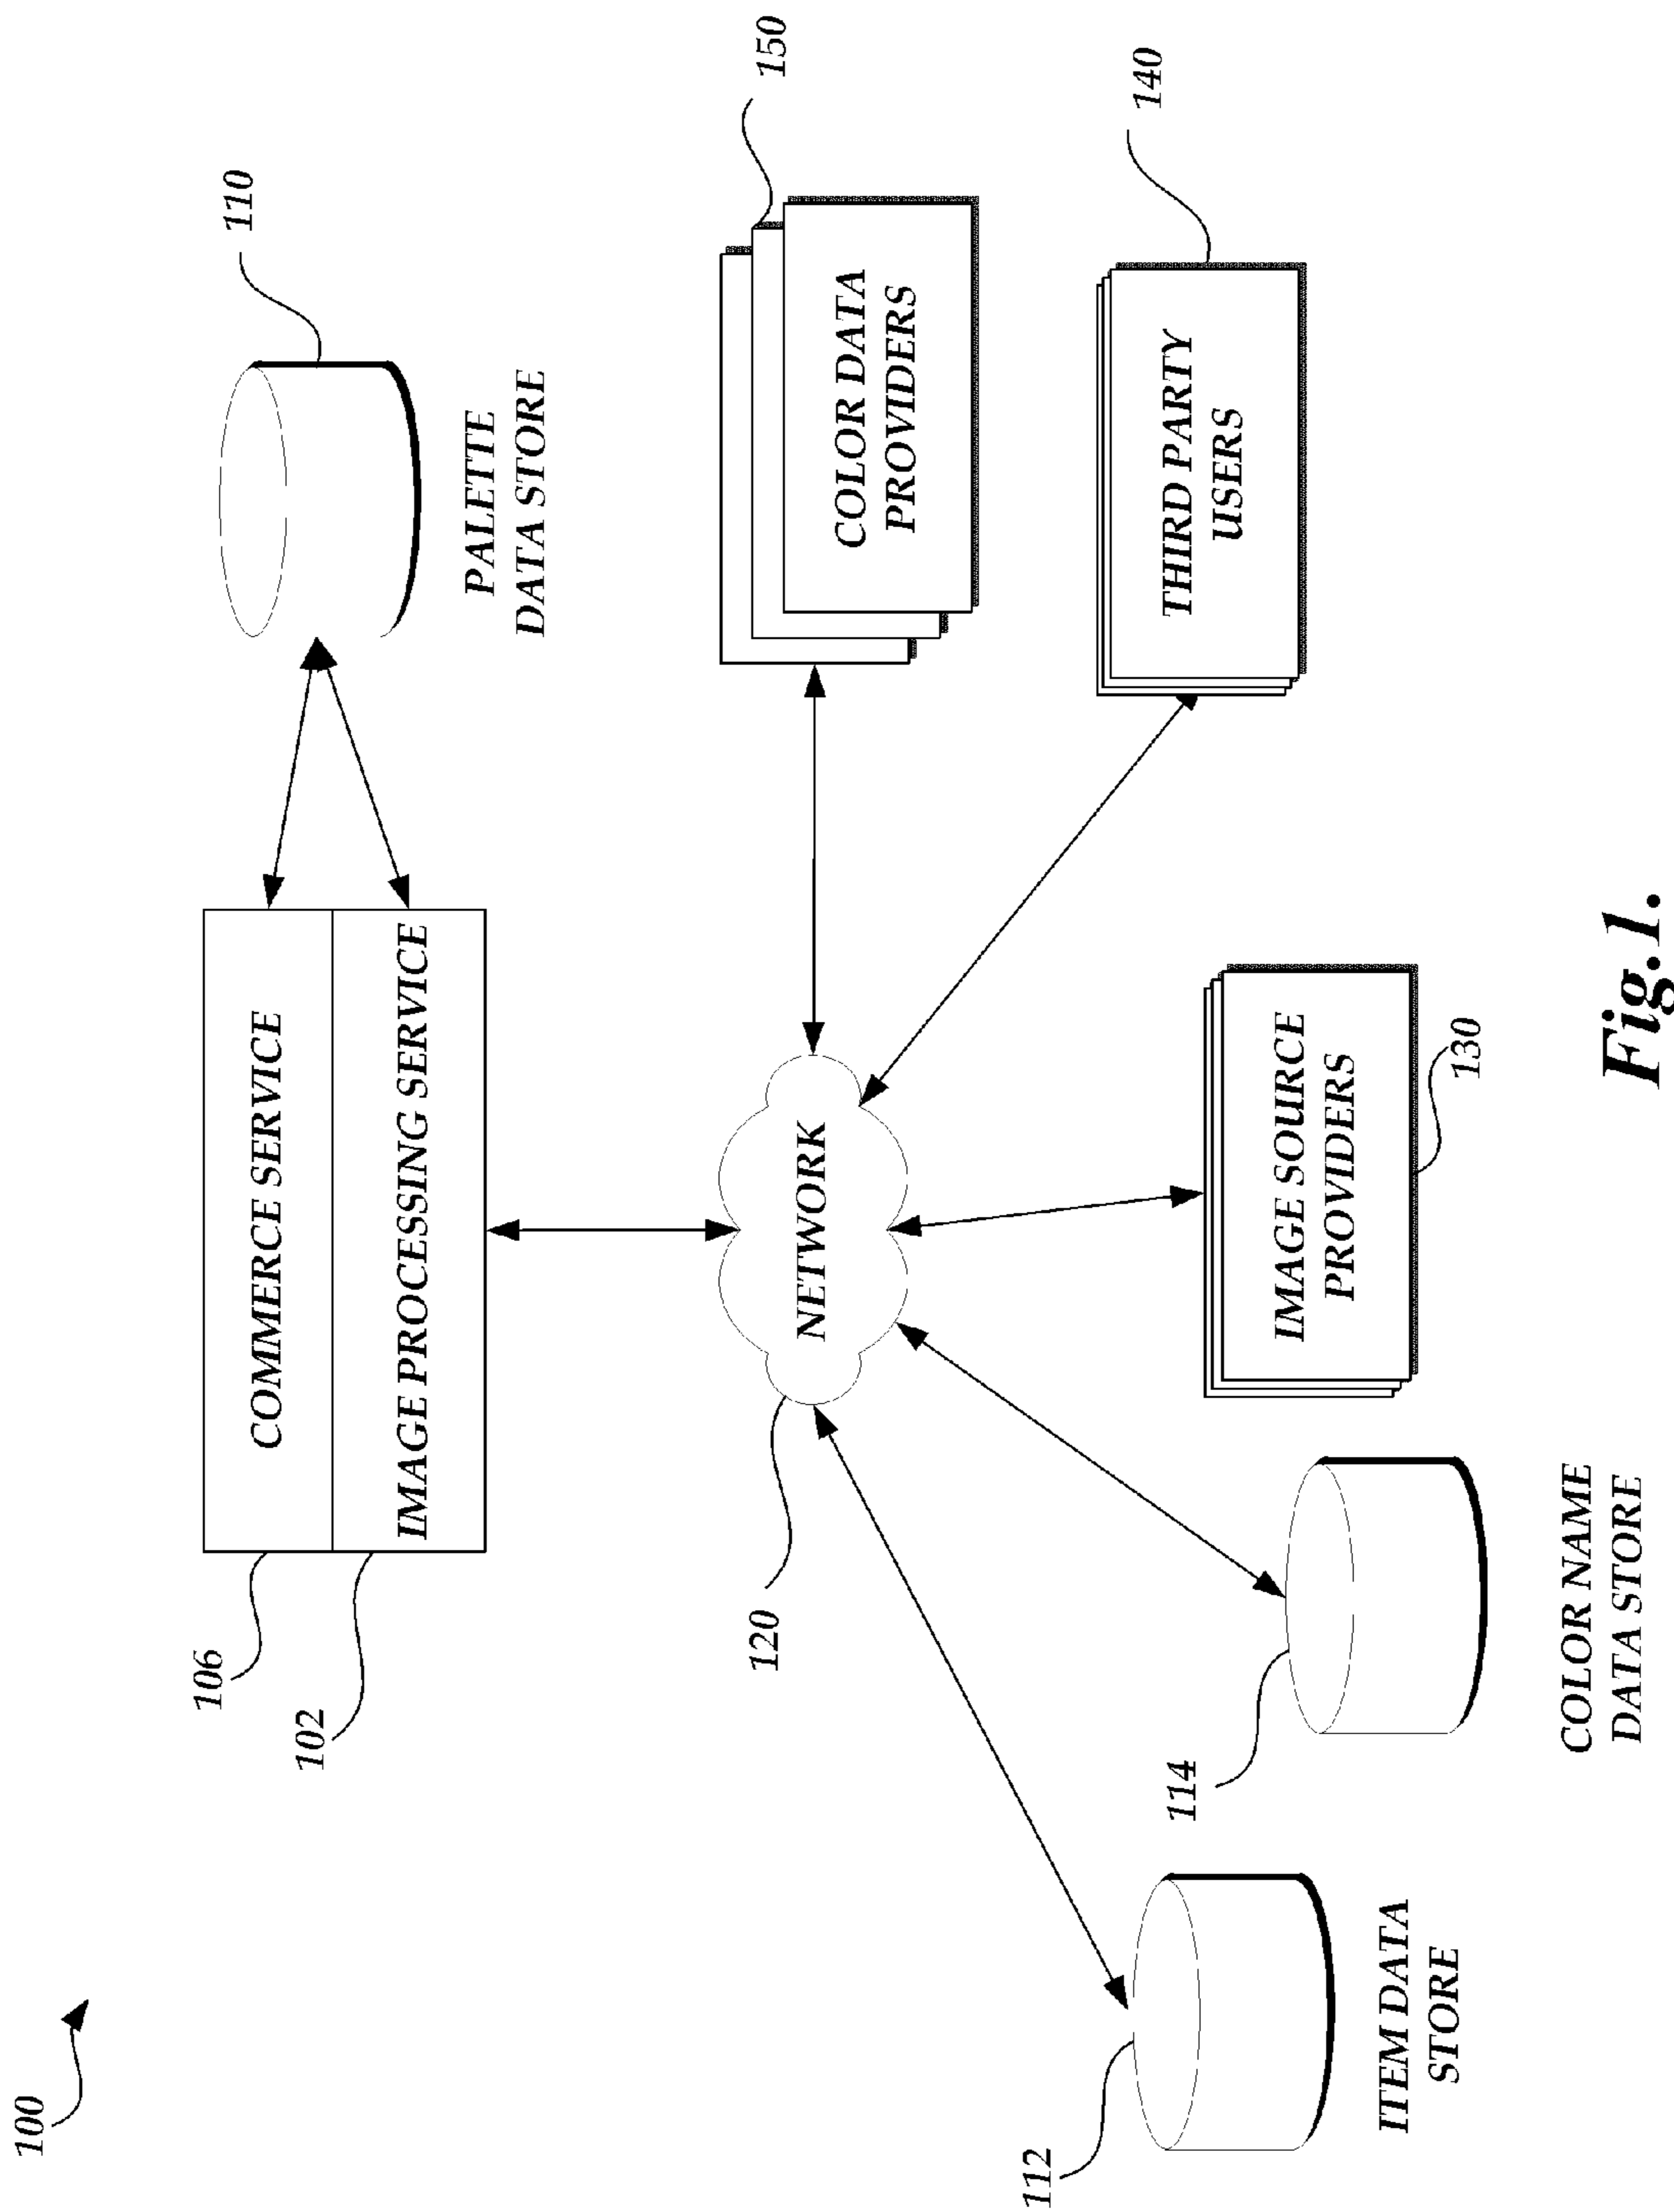 100
106
COMMERCE SERVICE
102
IMAGE PROCESSING SERVICE
110
PALETTE
DATA STORE
120
NETWORK
150
COLOR DATA
PROVIDERS
112
ITEM DATA
STORE
114
COLOR NAME
DATA STORE
IMAGE SOURCE
PROVIDERS
130
140
THIRD PARTY
USERS
Fig.1.